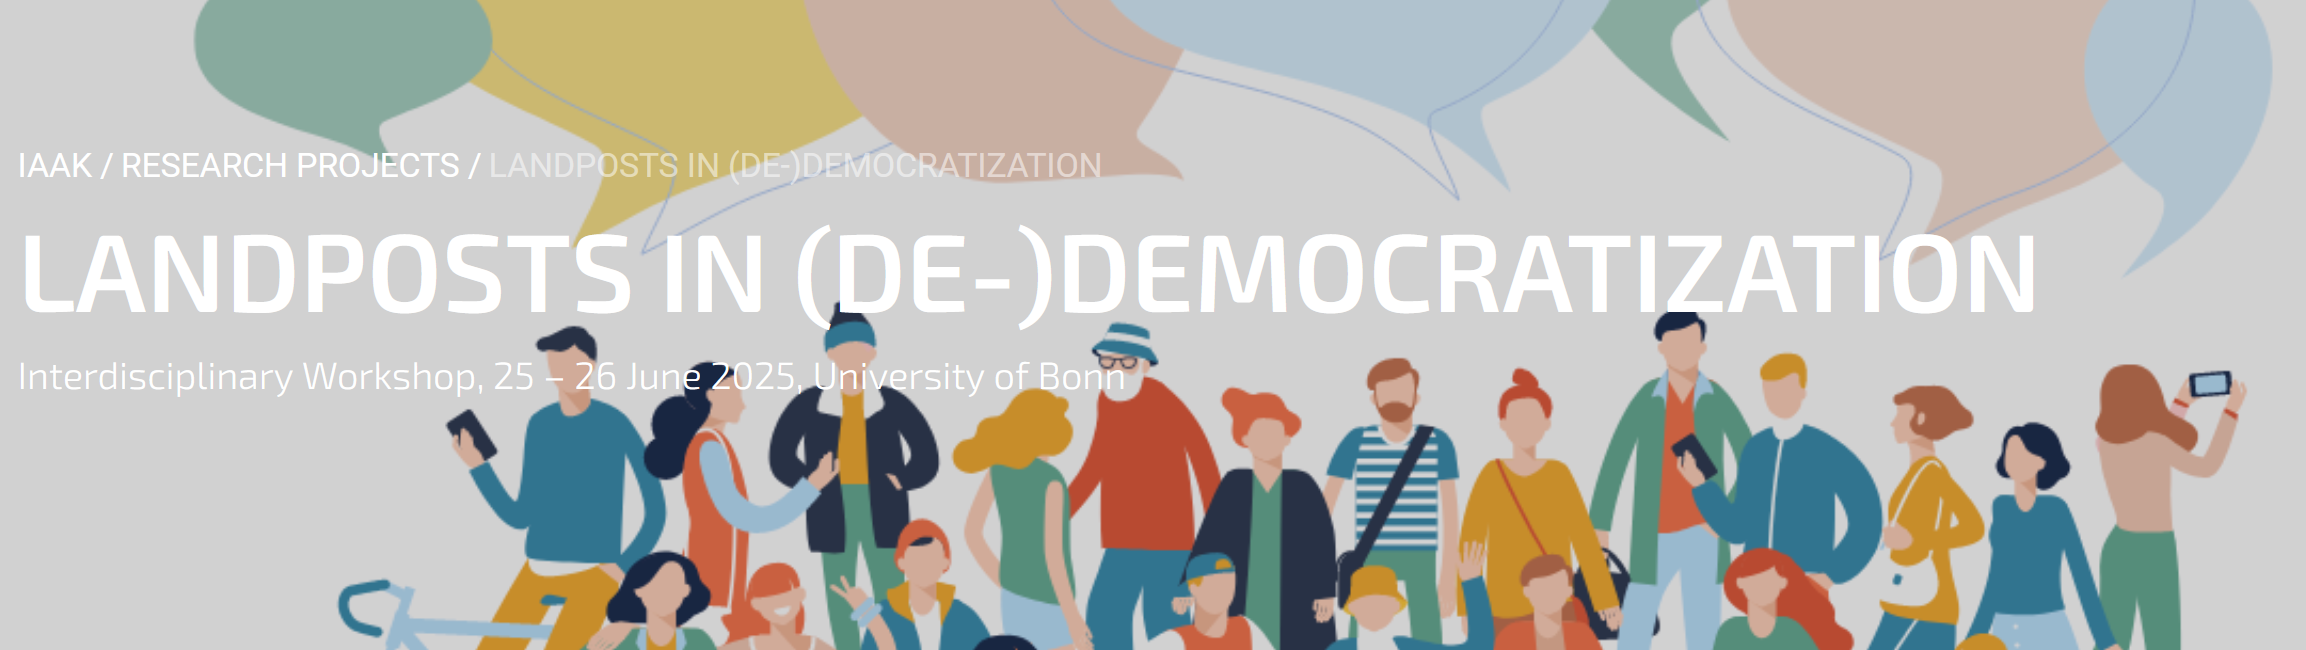 IAAK / RESEARCH PROJECTS / LANDPOSTS IN (DE-)DEMOCRATIZATION
LANDPOSTS IN (DE-)DEMOCRATIZATION
Interdisciplinary Workshop, 25 – 26 June 2025, University of Bonn